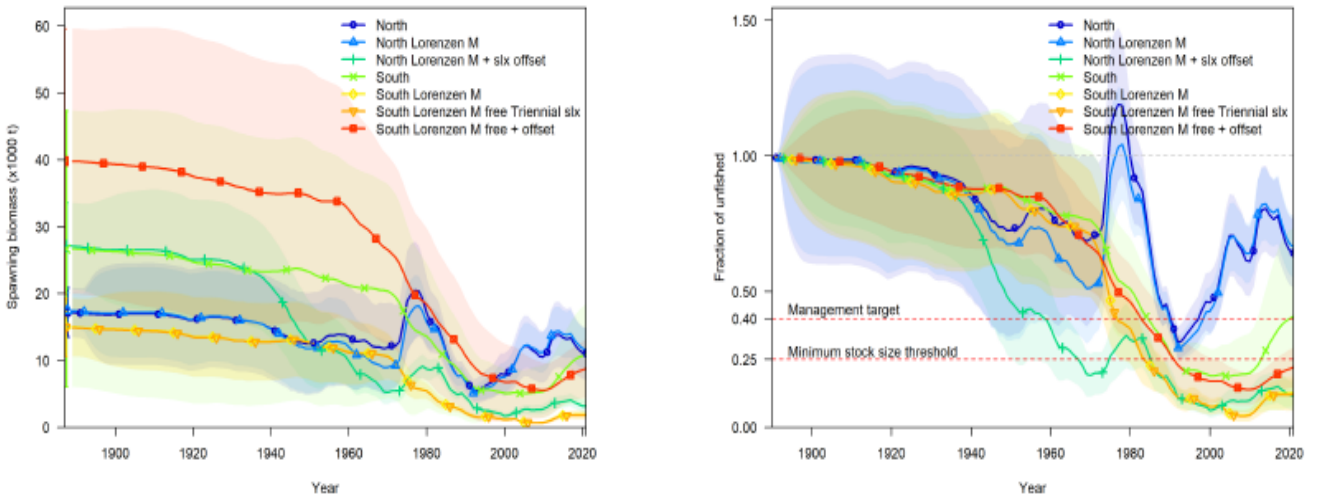 60
50
40
30
20
10
0
Spawning biomass (x1000 t)
North
North Lorenzen M
North Lorenzen M + slx offset
South
South Lorenzen M
South Lorenzen M free Triennial slx
South Lorenzen M free + offset
1900 1920 1940 1960 1980 2000 2020
Year
1.50
1.00
0.50
0.40
0.25
0.00
Fraction of unfished
North
North Lorenzen M
North Lorenzen M + slx offset
South
South Lorenzen M
South Lorenzen M free Triennial slx
South Lorenzen M free + offset
Management target
Minimum stock size threshold
1900 1920 1940 1960 1980 2000 2020
Year